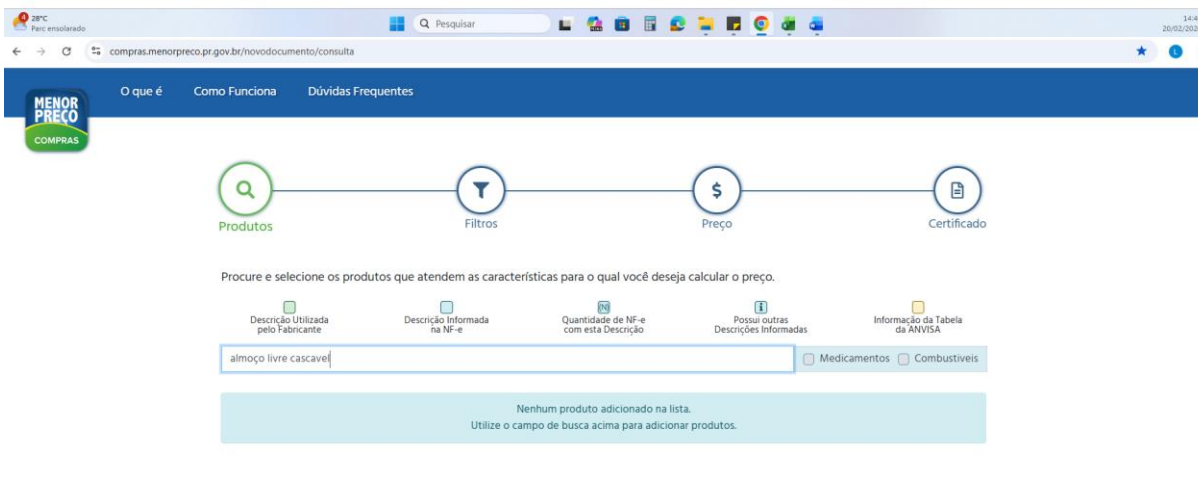 28°C
Parc ensolarado
Pesquisar
14:4
20/02/202
compras.menorpreco.pr.gov.br/novodocumento/consulta
L
MENOR
PREÇO
COMPRAS
O que é
Como Funciona
Dúvidas Frequentes
Produtos
Filtros
Preço
Certificado
Procure e selecione os produtos que atendem as características para o qual você deseja calcular o preço.
Descrição Utilizada
pelo Fabricante
Descrição Informada
na NF-e
(N)
Quantidade de NF-e
com esta Descrição
i
Possui outras
Descrições Informadas
Informação da Tabela
da ANVISA
almoço livre cascavel
Medicamentos
Combustiveis
Nenhum produto adicionado na lista.
Utilize o campo de busca acima para adicionar produtos.